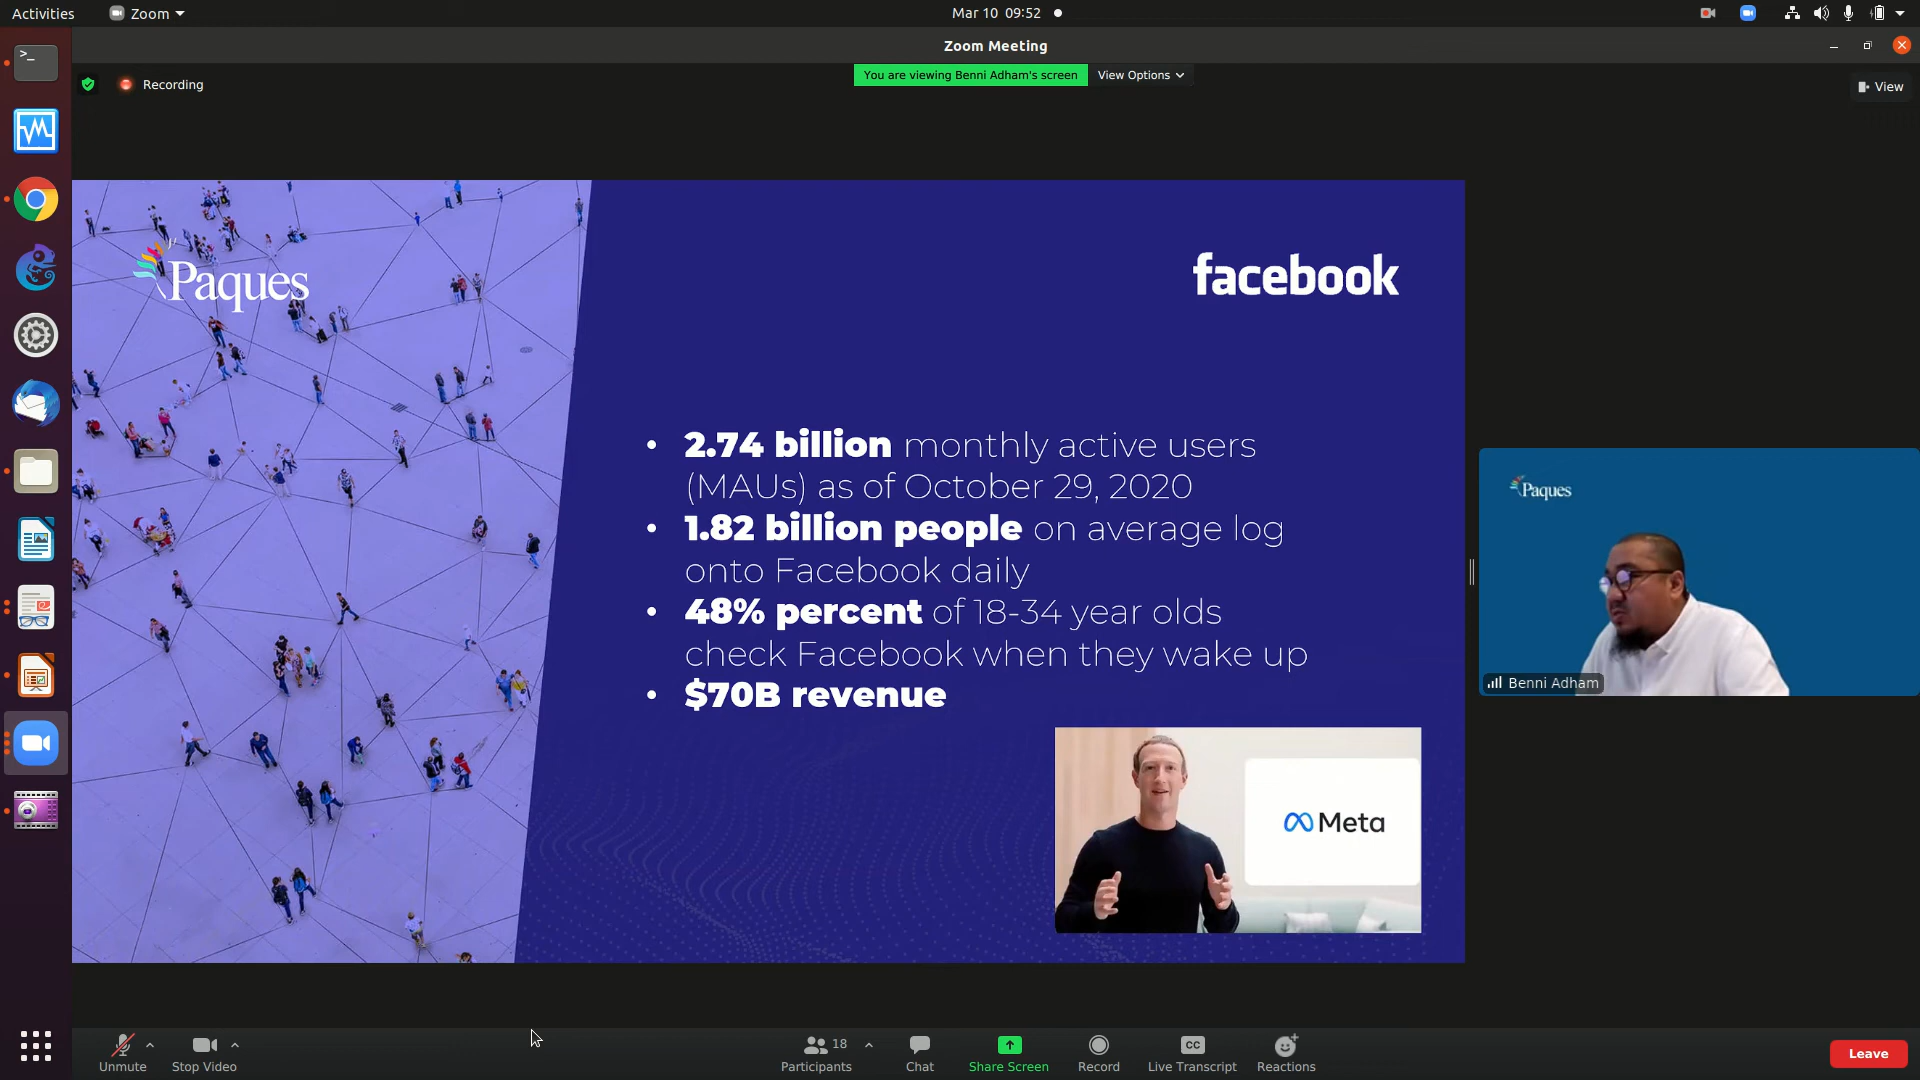 Activities
Zoom
Mar 10 09:52
Zoom Meeting
Recording
You are viewing Benni Adham's screen
View Options
View
Paques
facebook
2.74 billion monthly active users
(MAUs) as of October 29, 2020
1.82 billion people on average log
onto Facebook daily
48% percent of 18-34 year olds
check Facebook when they wake up
$70B revenue
Meta
Paques
Benni Adham
Unmute
Stop Video
18
Participants
Chat
Share Screen
Record
CC
Live Transcript
Reactions
Leave